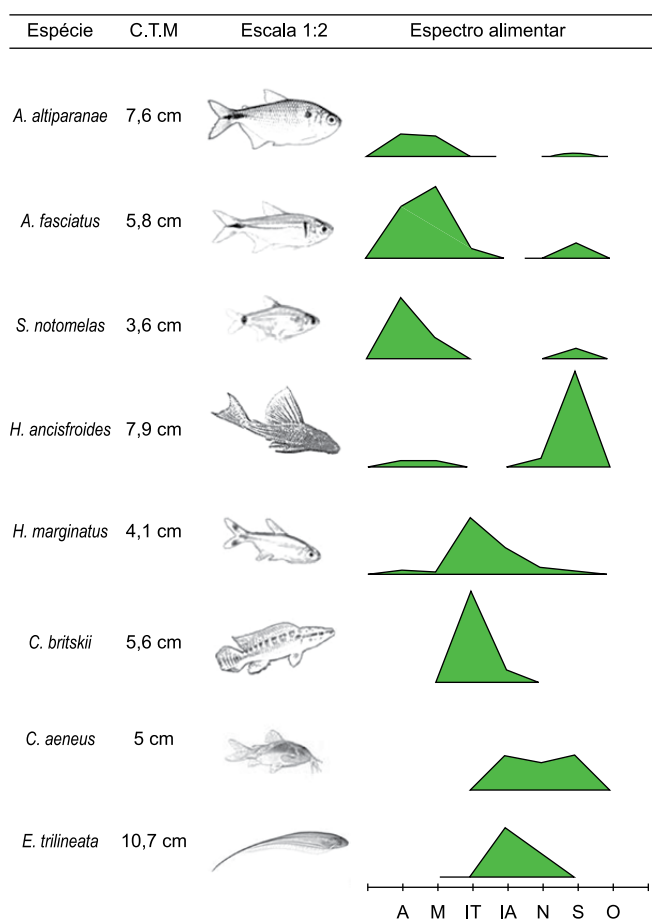 Espécie C.T.M Escala 1:2 Espectro alimentar
A. altiparanae 7,6 cm
A. fasciatus 5,8 cm
S. notomelas 3,6 cm
H. ancisfroides 7,9 cm
H. marginatus 4,1 cm
C. britskii 5,6 cm
C. aeneus 5 cm
E. trilineata 10,7 cm
A M IT IA N S O